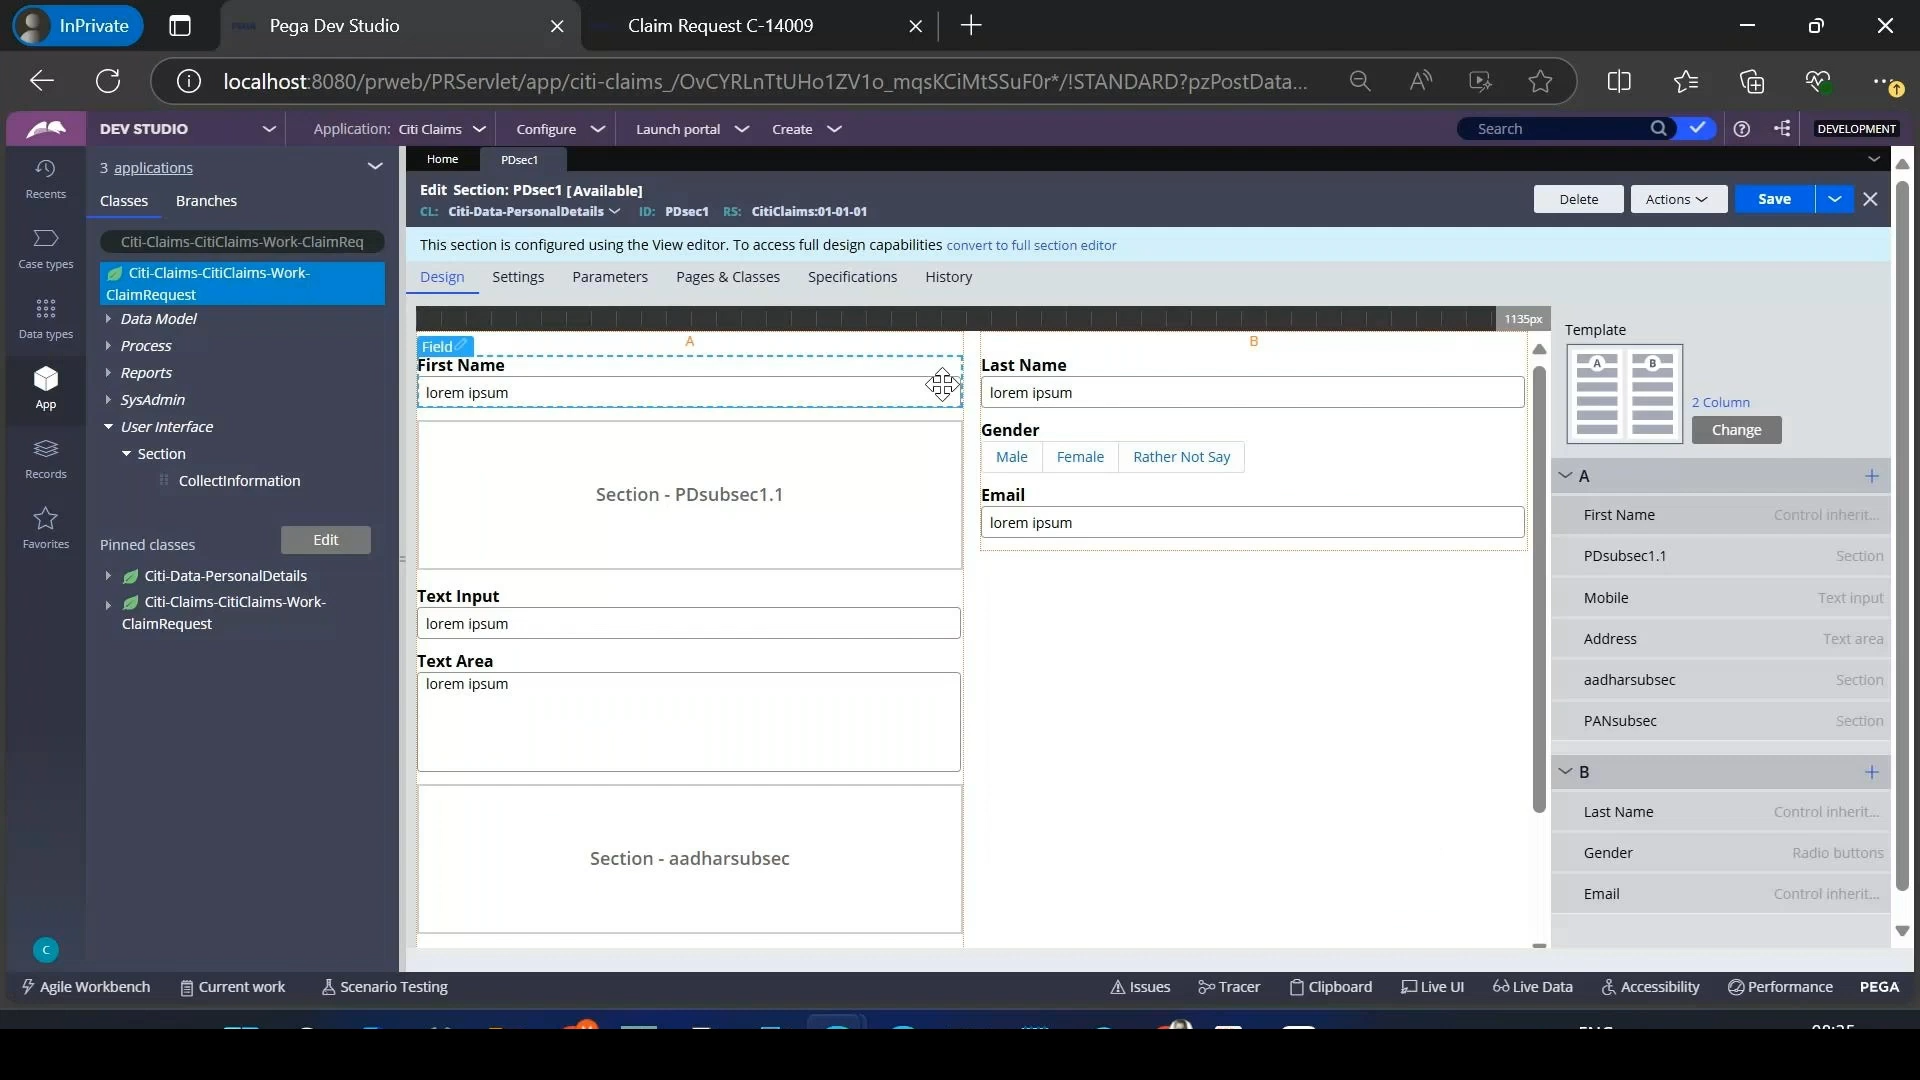 InPrivate
Pega Dev Studio
Claim Request C-14009
localhost:8080/prweb/PRServlet/app/citi-claims_/OvCYRLnTtUHo1ZV1o_mqsKCiMtSSuF0r*/!STANDARD?pzPostData...
DEV STUDIO
Application: Citi Claims
Configure
Launch portal
Create
Search
DEVELOPMENT
Recents
Case types
Data types
App
Records
Favorites
C
3 applications
Classes
Branches
Citi-Claims-CitiClaims-Work-ClaimReq
Citi-Claims-CitiClaims-Work-
ClaimRequest
Data Model
Process
Reports
SysAdmin
User Interface
Section
CollectInformation
Pinned classes
Edit
Citi-Data-PersonalDetails
Citi-Claims-CitiClaims-Work-
ClaimRequest
Home
PDsec1
Edit Section: PDsec1 [Available]
CL: Citi-Data-PersonalDetails ID: PDsec1 RS: CitiClaims:01-01-01
Delete
Actions
Save
This section is configured using the View editor. To access full design capabilities convert to full section editor
Design
Settings
Parameters
Pages & Classes
Specifications
History
1135px
Field
A
First Name
lorem ipsum
Section - PDsubsec1.1
Text Input
lorem ipsum
Text Area
lorem ipsum
Section - aadharsubsec
B
Last Name
lorem ipsum
Gender
Male
Female
Rather Not Say
Email
lorem ipsum
Template
A
B
2 Column
Change
A
First Name Control inherit...
PDsubsec1.1 Section
Mobile Text input
Address Text area
aadharsubsec Section
PANsubsec Section
B
Last Name Control inherit...
Gender Radio buttons
Email Control inherit...
Agile Workbench
Current work
Scenario Testing
Issues
Tracer
Clipboard
Live UI
Live Data
Accessibility
Performance
PEGA